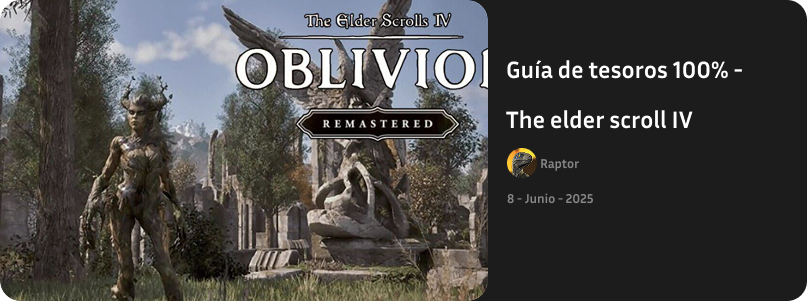 The Elder Scrolls IV
OBLIVION
REMASTERED
Guía de tesoros 100% -
The elder scroll IV
Raptor
8 - Junio - 2025